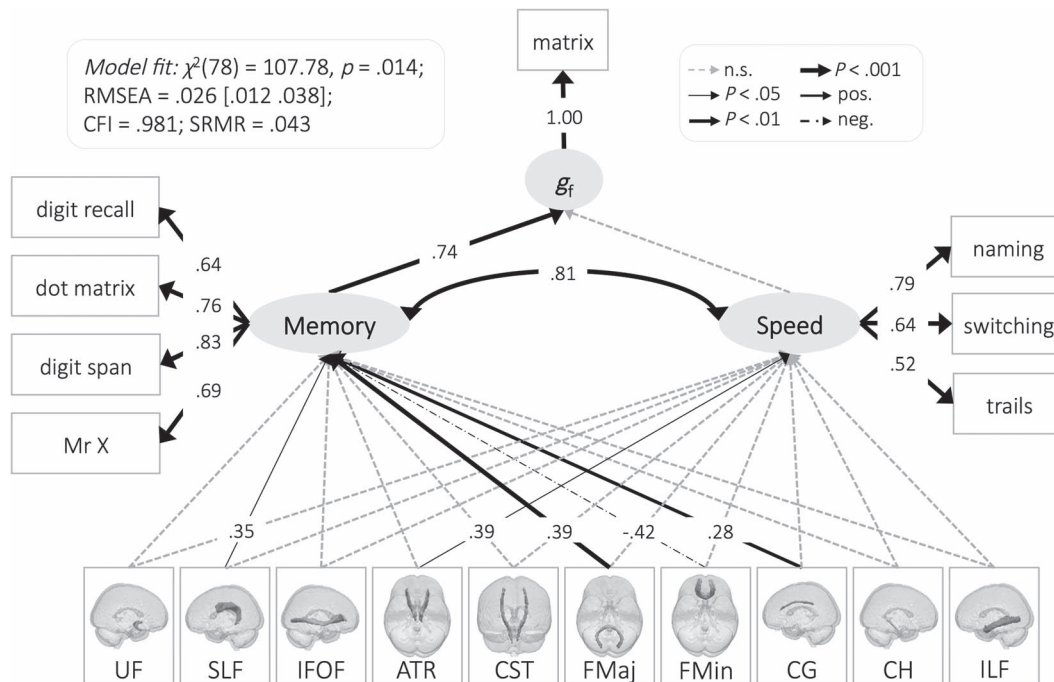 matrix
Model fit: χ²(78) = 107.78, p = .014;
RMSEA = .026 [.012 .038];
CFI = .981; SRMR = .043
n.s.
P < .001
P < .05
pos.
P < .01
neg.
1.00
gf
digit recall
dot matrix
digit span
Mr X
.64
.76
.83
.69
.74
.81
Memory
Speed
.79
.64
.52
naming
switching
trails
.35
.39
.39
-.42
.28
UF
SLF
IFOF
ATR
CST
FMaj
FMin
CG
CH
ILF